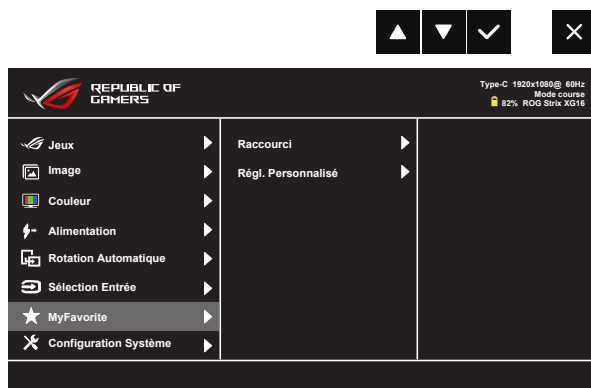 REPUBLIC OF
GAMERS
Type-C 1920x1080@ 60Hz
Mode course
82% ROG Strix XG16
Jeux
Image
Couleur
Alimentation
Rotation Automatique
Sélection Entrée
MyFavorite
Configuration Système
Raccourci
Régl. Personnalisé